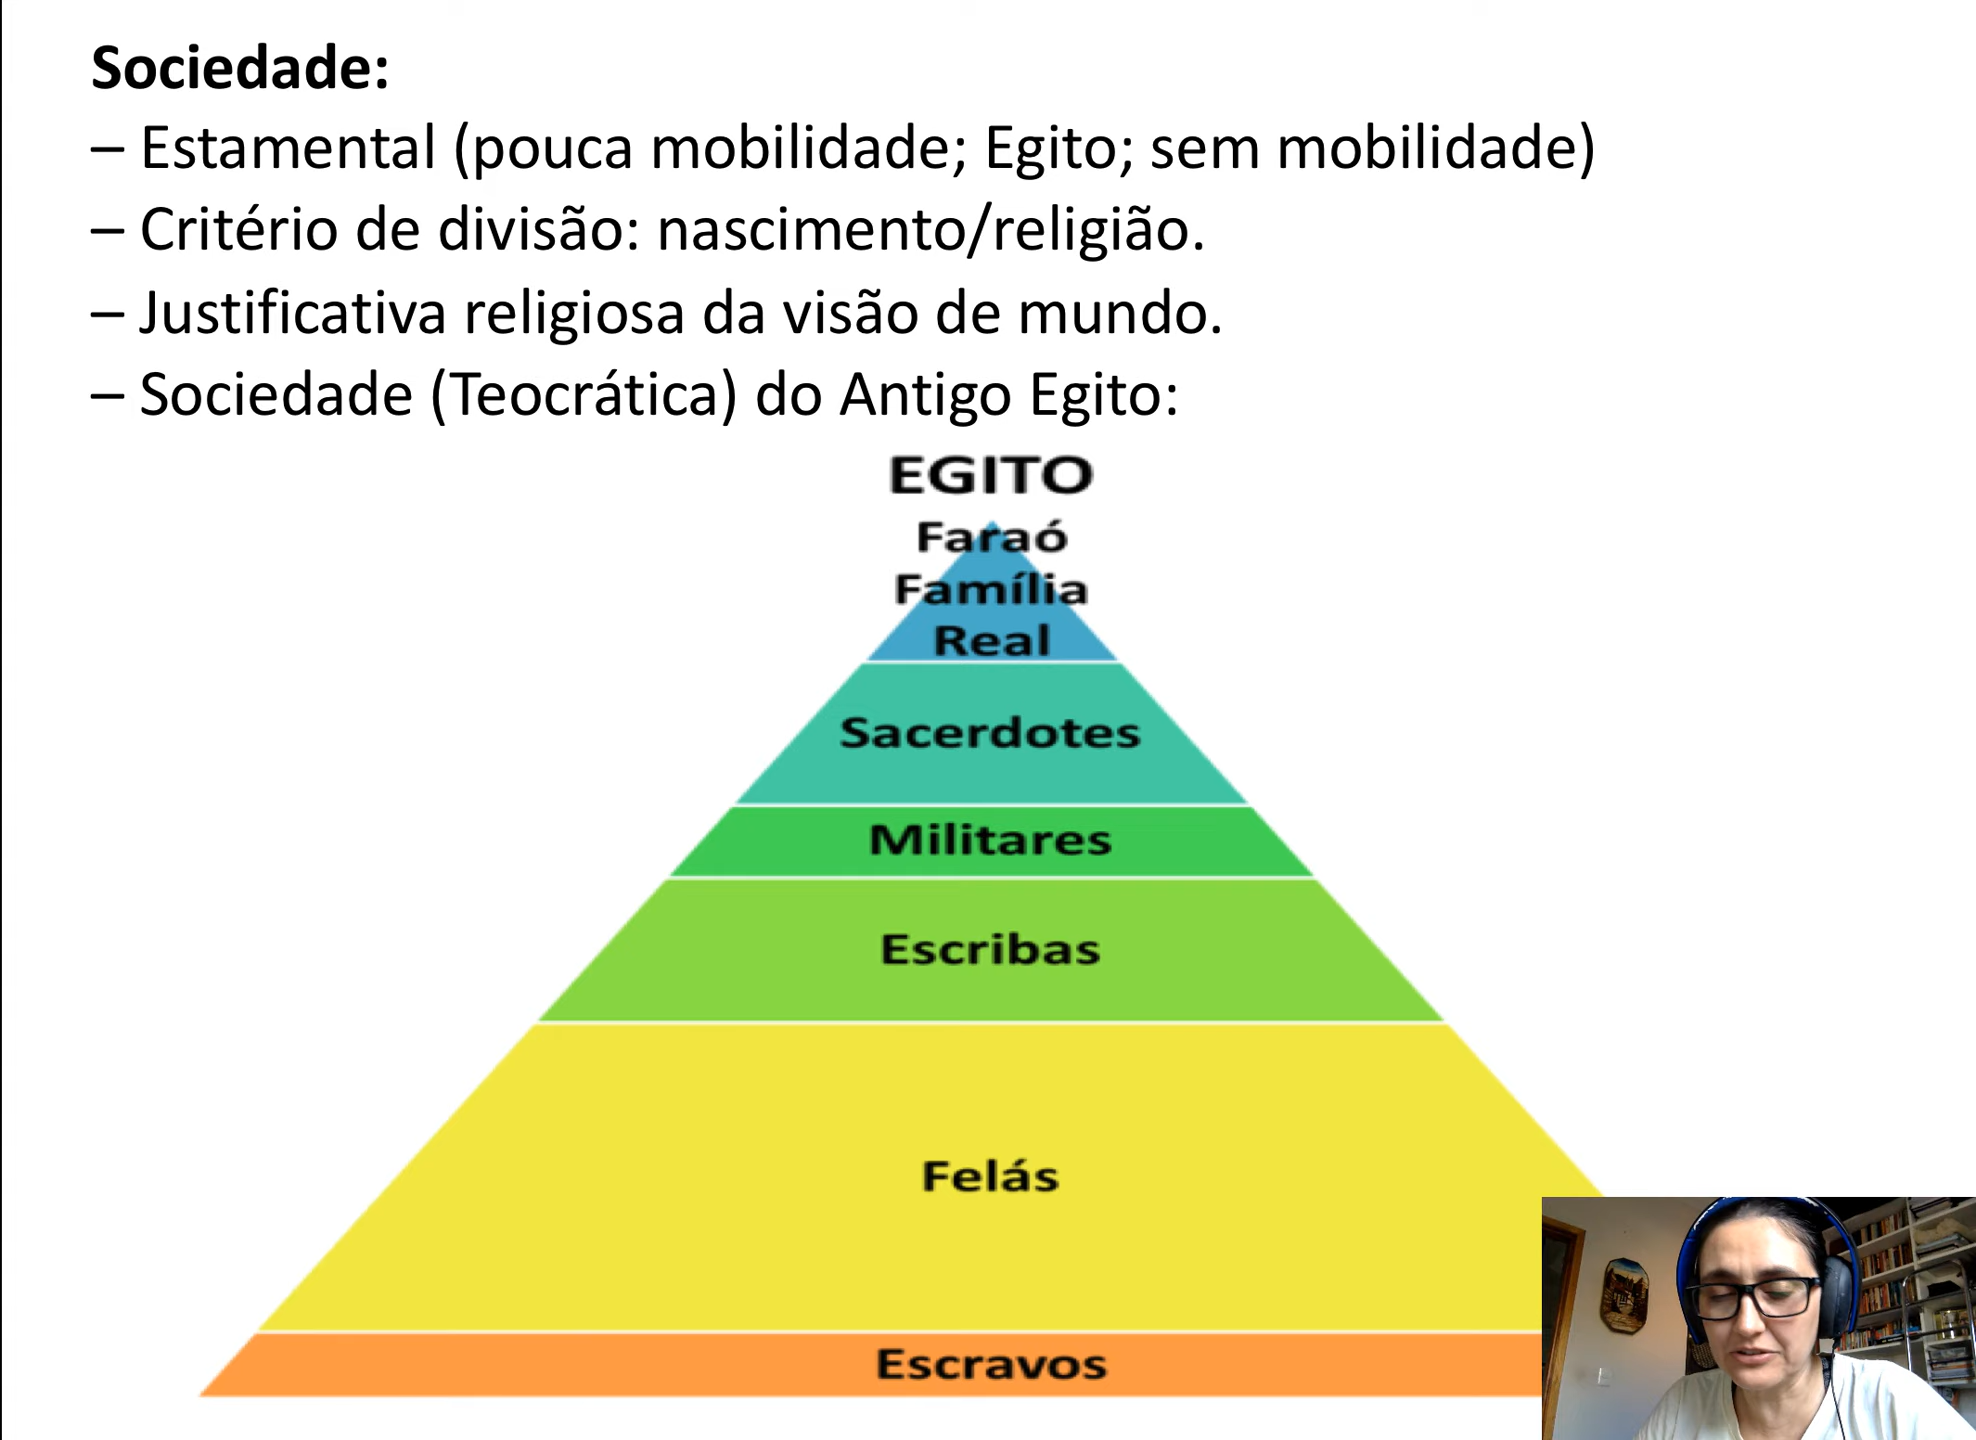 Sociedade:
– Estamental (pouca mobilidade; Egito; sem mobilidade)
– Critério de divisão: nascimento/religião.
– Justificativa religiosa da visão de mundo.
– Sociedade (Teocrática) do Antigo Egito:
EGITO
Faraó
Família
Real
Sacerdotes
Militares
Escribas
Felás
Escravos